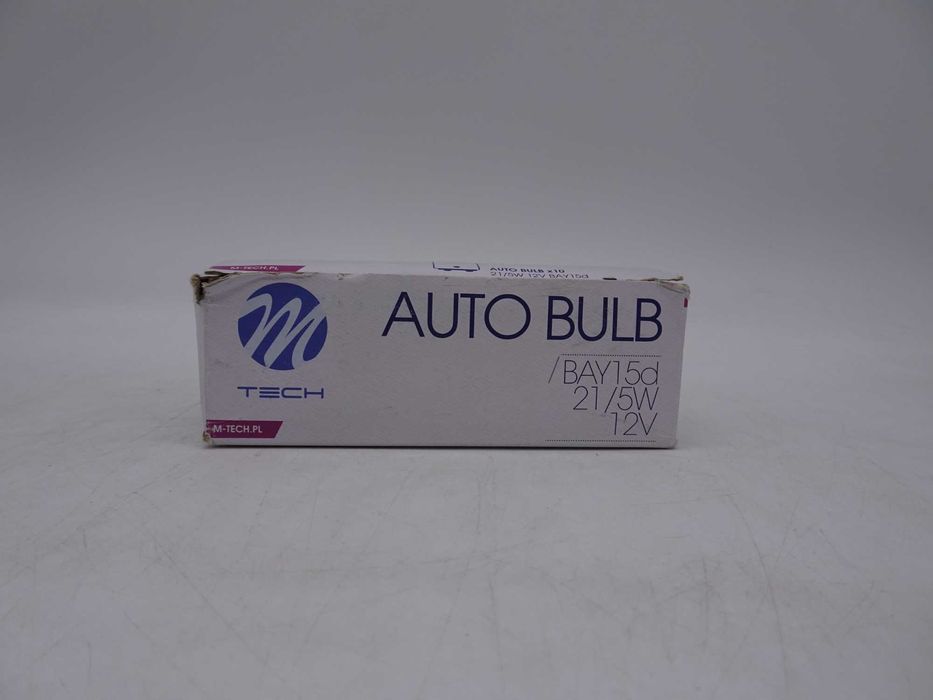 M-TECH.PL
AUTO BULB x10
21/5W 12V BAY15d
M
TECH
AUTO BULB
/BAY15d
21/5W
12V
M-TECH.PL